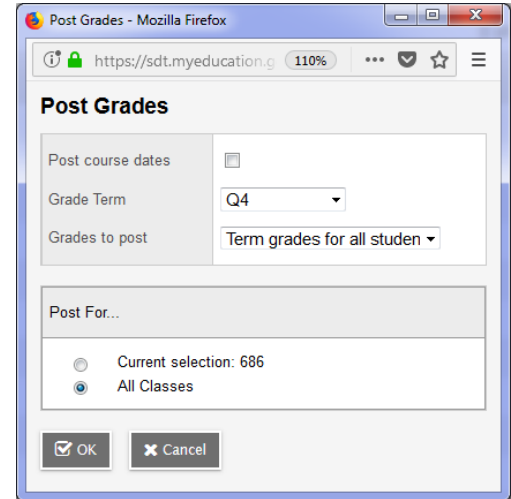 Post Grades - Mozilla Firefox
https://sdt.myeducation.g 110%
Post Grades
Post course dates
Grade Term Q4
Grades to post Term grades for all studen
Post For...
Current selection: 686
All Classes
OK Cancel